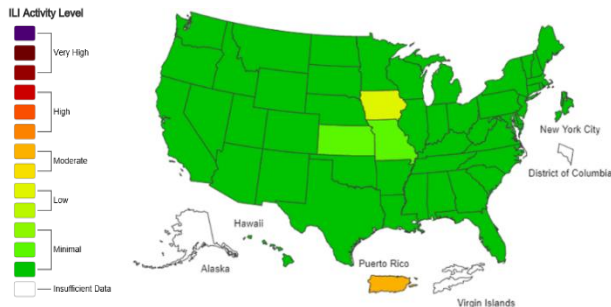 ILI Activity Level
Very High
High
Moderate
Low
Minimal
Insufficient Data
New York City
District of Columbia
Hawaii
Alaska
Puerto Rico
Virgin Islands